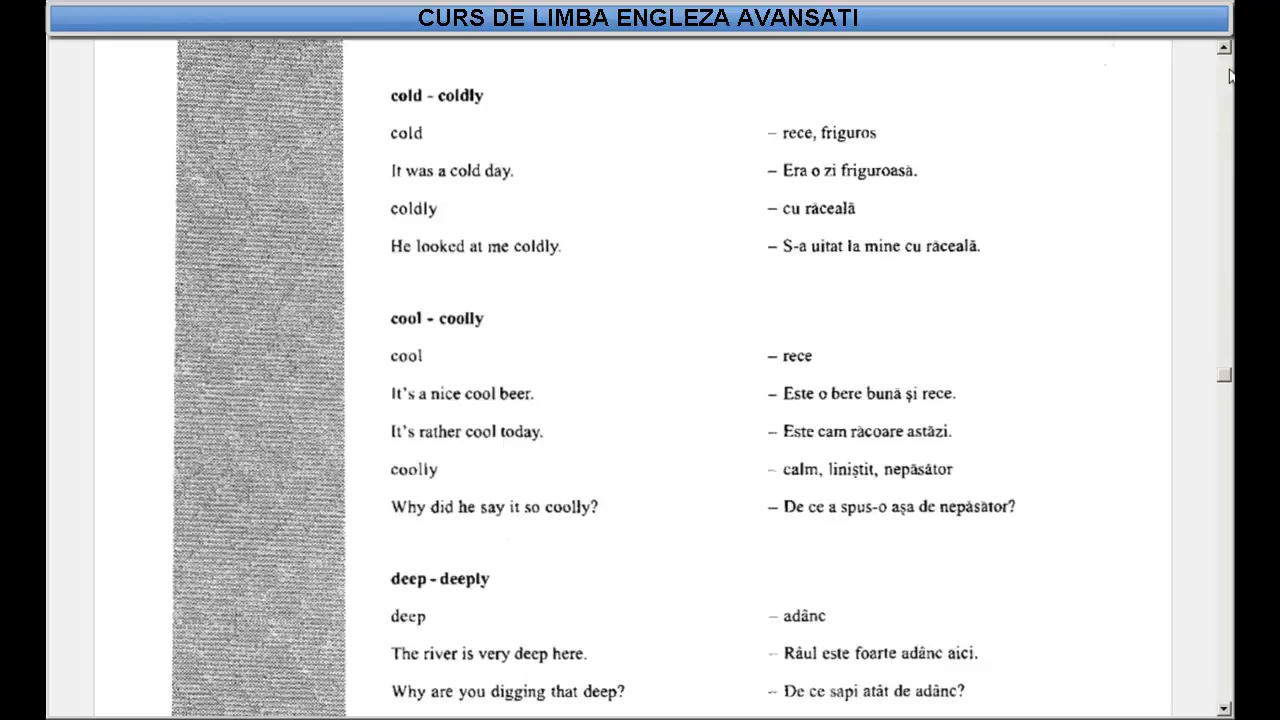 CURS DE LIMBA ENGLEZA AVANSATI
cold - coldly
cold – rece, friguros
It was a cold day. – Era o zi friguroasă.
coldly – cu răceală
He looked at me coldly. – S-a uitat la mine cu răceală.
cool - coolly
cool – rece
It's a nice cool beer. – Este o bere bună şi rece.
It's rather cool today. – Este cam răcoare astăzi.
coolly – calm, liniştit, nepăsător
Why did he say it so coolly? – De ce a spus-o aşa de nepăsător?
deep - deeply
deep – adânc
The river is very deep here. – Râul este foarte adânc aici.
Why are you digging that deep? – De ce sapi atât de adânc?